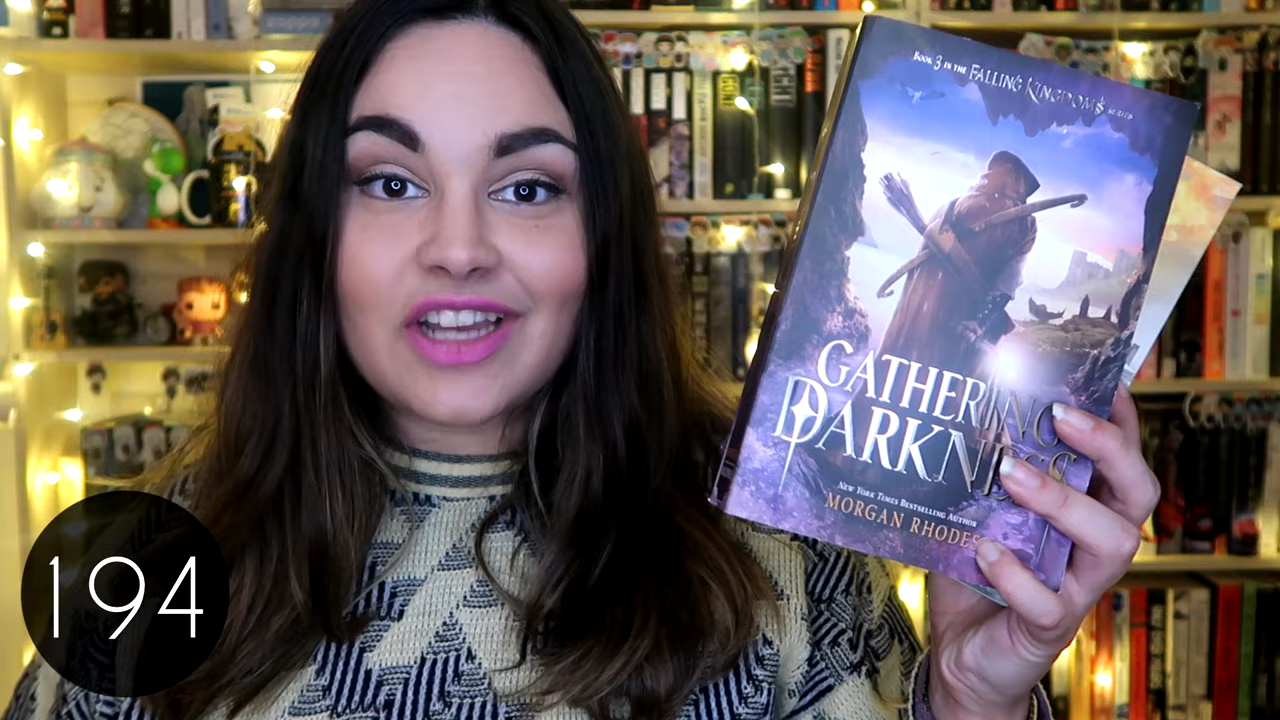 BOOK 3 IN THE FALLING KINGDOMS SERIES
GATHERING
DARKNESS
NEW YORK TIMES BESTSELLING AUTHOR
MORGAN RHODES
194